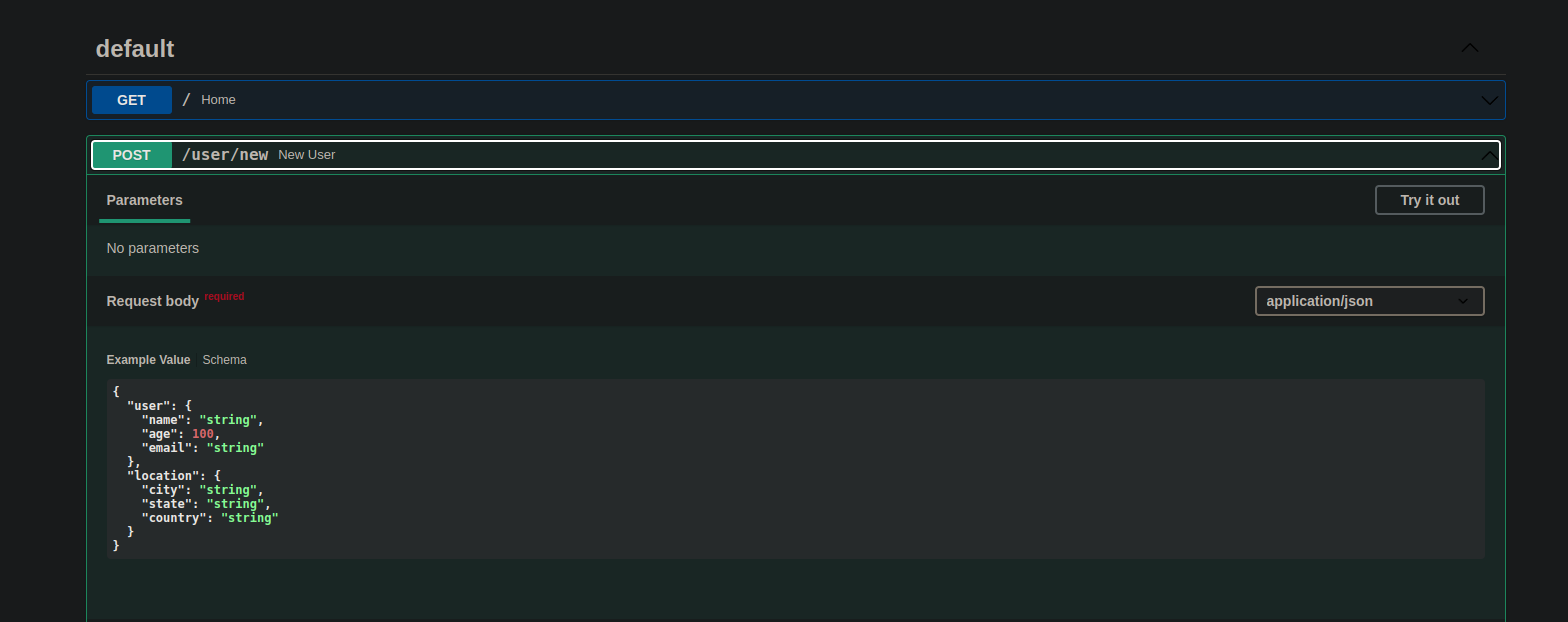 default
GET / Home
POST /user/new New User
Parameters Try it out
No parameters
Request body required application/json
Example Value Schema
{
  "user": {
    "name": "string",
    "age": 100,
    "email": "string"
  },
  "location": {
    "city": "string",
    "state": "string",
    "country": "string"
  }
}